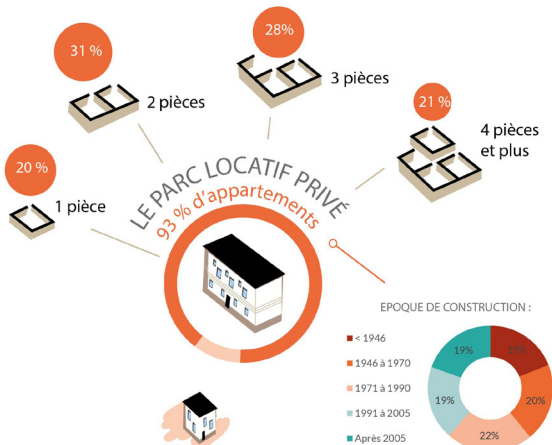 31 %
2 pièces
28%
3 pièces
21 %
4 pièces
et plus
20 %
1 pièce
LE PARC LOCATIF PRIVÉ
93 % d'appartements
EPOQUE DE CONSTRUCTION :
< 1946
1946 à 1970
1971 à 1990
1991 à 2005
Après 2005
19%
20%
22%
19%